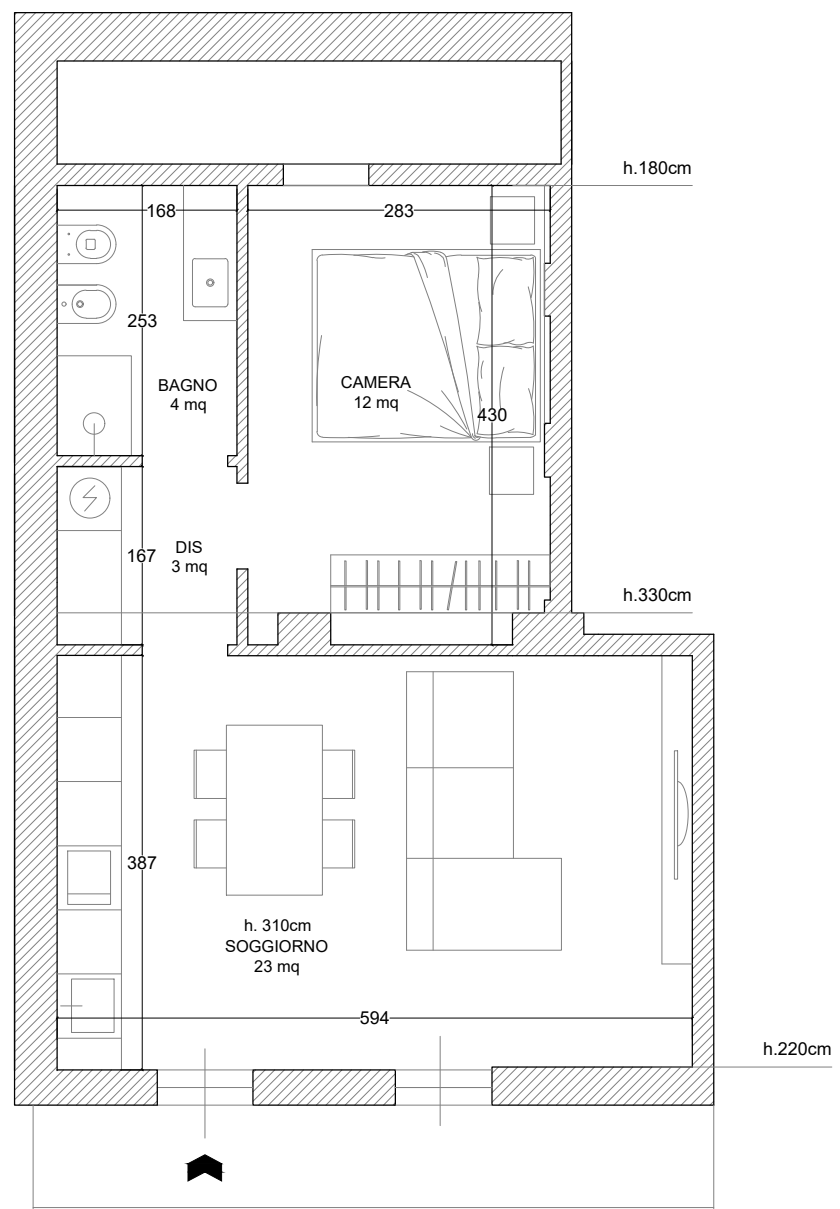 h.180cm
168
283
253
BAGNO
4 mq
CAMERA
12 mq
430
167
DIS
3 mq
h.330cm
387
h. 310cm
SOGGIORNO
23 mq
594
h.220cm